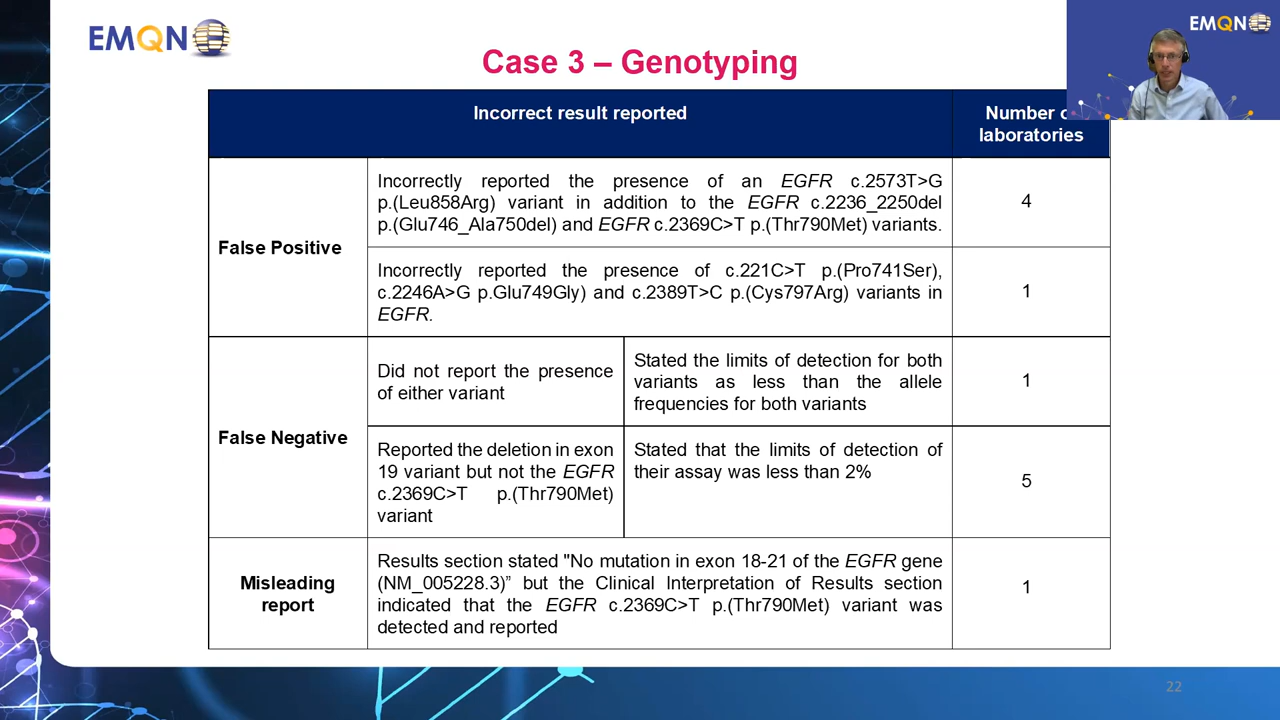 EMQN
EMQN
Case 3 – Genotyping
Incorrect result reported
Number
laboratories
False Positive
Incorrectly reported the presence of an EGFR c.2573T>G
p.(Leu858Arg) variant in addition to the EGFR c.2236_2250del
p.(Glu746_Ala750del) and EGFR c.2369C>T p.(Thr790Met) variants.
4
Incorrectly reported the presence of c.221C>T p.(Pro741Ser),
c.2246A>G p.Glu749Gly) and c.2389T>C p.(Cys797Arg) variants in
EGFR.
1
False Negative
Did not report the presence
of either variant
Stated the limits of detection for both
variants as less than the allele
frequencies for both variants
1
Reported the deletion in exon
19 variant but not the EGFR
c.2369C>T p.(Thr790Met)
variant
Stated that the limits of detection of
their assay was less than 2%
5
Misleading
report
Results section stated "No mutation in exon 18-21 of the EGFR gene
(NM_005228.3)” but the Clinical Interpretation of Results section
indicated that the EGFR c.2369C>T p.(Thr790Met) variant was
detected and reported
1
22